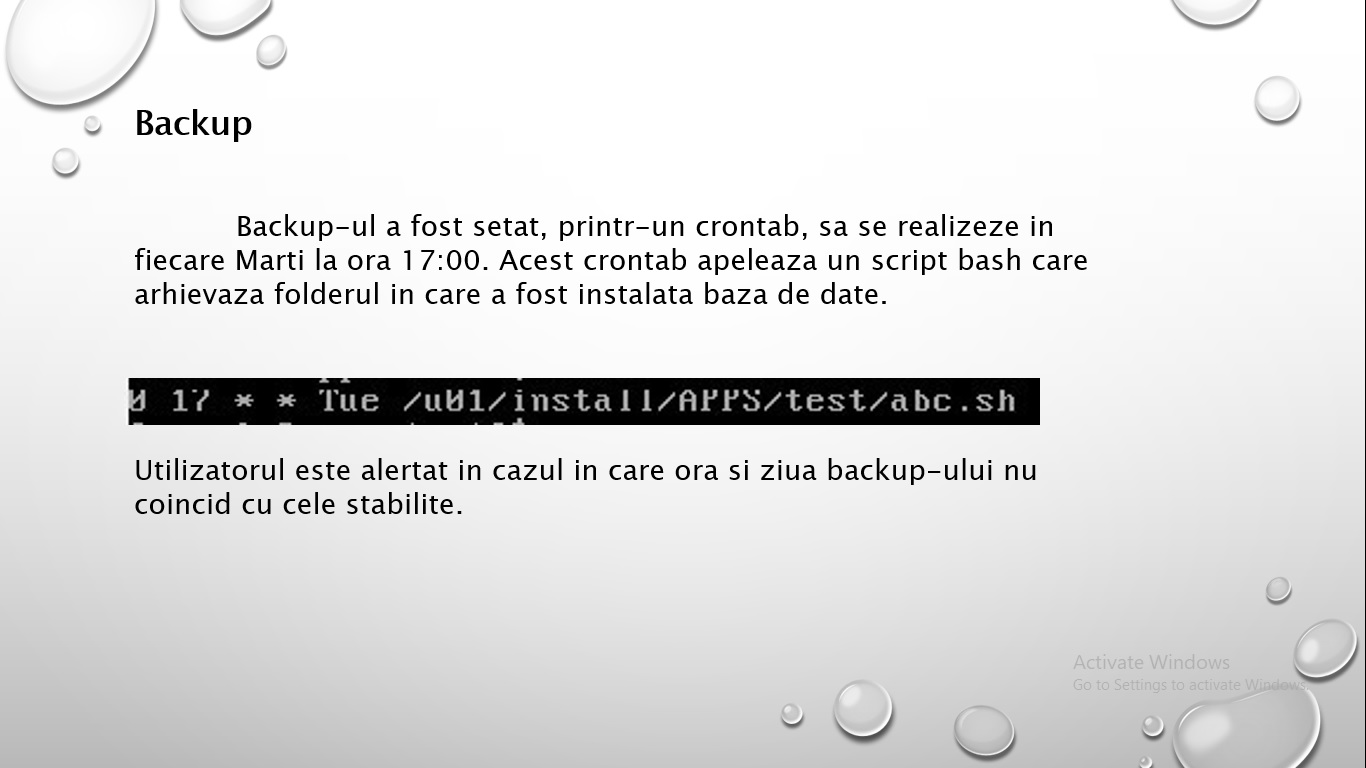 Backup
Backup-ul a fost setat, printr-un crontab, sa se realizeze in
fiecare Marti la ora 17:00. Acest crontab apeleaza un script bash care
arhievaza folderul in care a fost instalata baza de date.
0 17 * * Tue /u01/install/APPS/test/abc.sh
Utilizatorul este alertat in cazul in care ora si ziua backup-ului nu
coincid cu cele stabilite.
Activate Windows
Go to Settings to activate Windows.